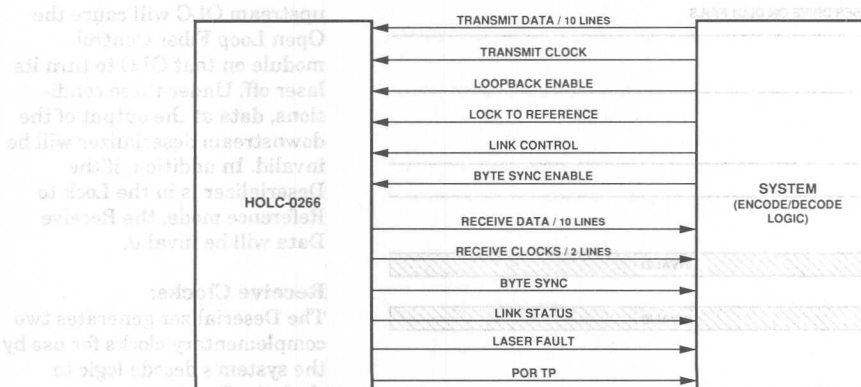 TRANSMIT DATA / 10 LINES
TRANSMIT CLOCK
LOOPBACK ENABLE
LOCK TO REFERENCE
LINK CONTROL
BYTE SYNC ENABLE
HOLC-0266
SYSTEM
(ENCODE/DECODE
LOGIC)
RECEIVE DATA / 10 LINES
RECEIVE CLOCKS / 2 LINES
BYTE SYNC
LINK STATUS
LASER FAULT
POR TP
upstream OLC will cause the
Open Loop Fiber Control
module on that OLC to turn its
laser off. Under these condi-
tions, data at the output of the
downstream deserializer will be
invalid. In addition, if the
Deserializer is in the Lock to
Reference mode, the Receive
Data will be invalid.
Receive Clocks:
The Deserializer generates two
complementary clocks for use by
the system's decode logic to